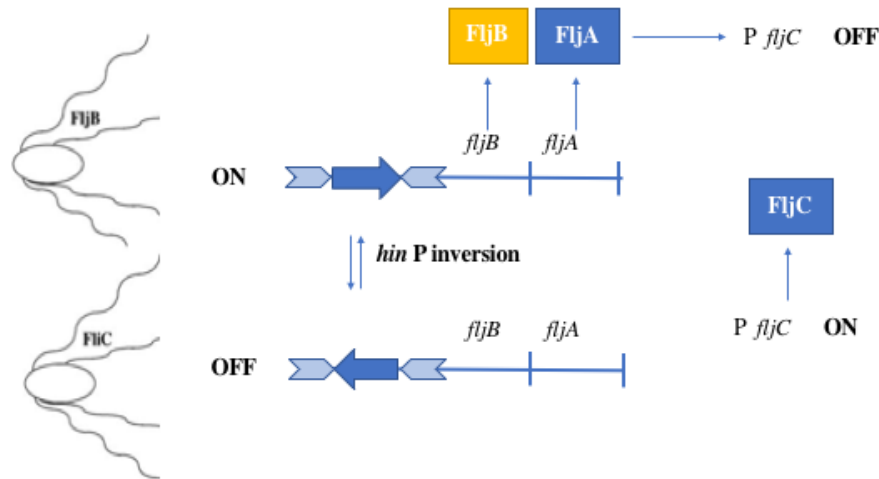 FljB FljA P fljC OFF
FljB
fljB fljA
ON
FljC
hin P inversion
P fljC ON
fljB fljA
FliC
OFF